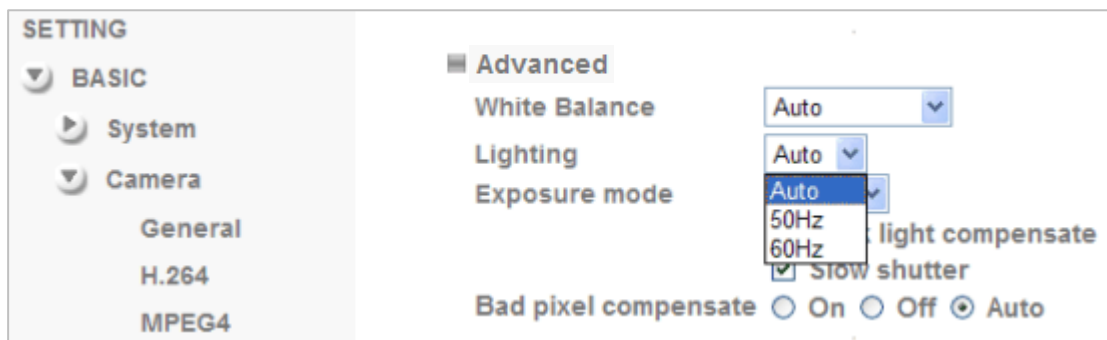 SETTING
BASIC
System
Camera
General
H.264
MPEG4
Advanced
White Balance Auto
Lighting Auto
Auto
50Hz
60Hz
Exposure mode
light compensate
Slow shutter
Bad pixel compensate On Off Auto